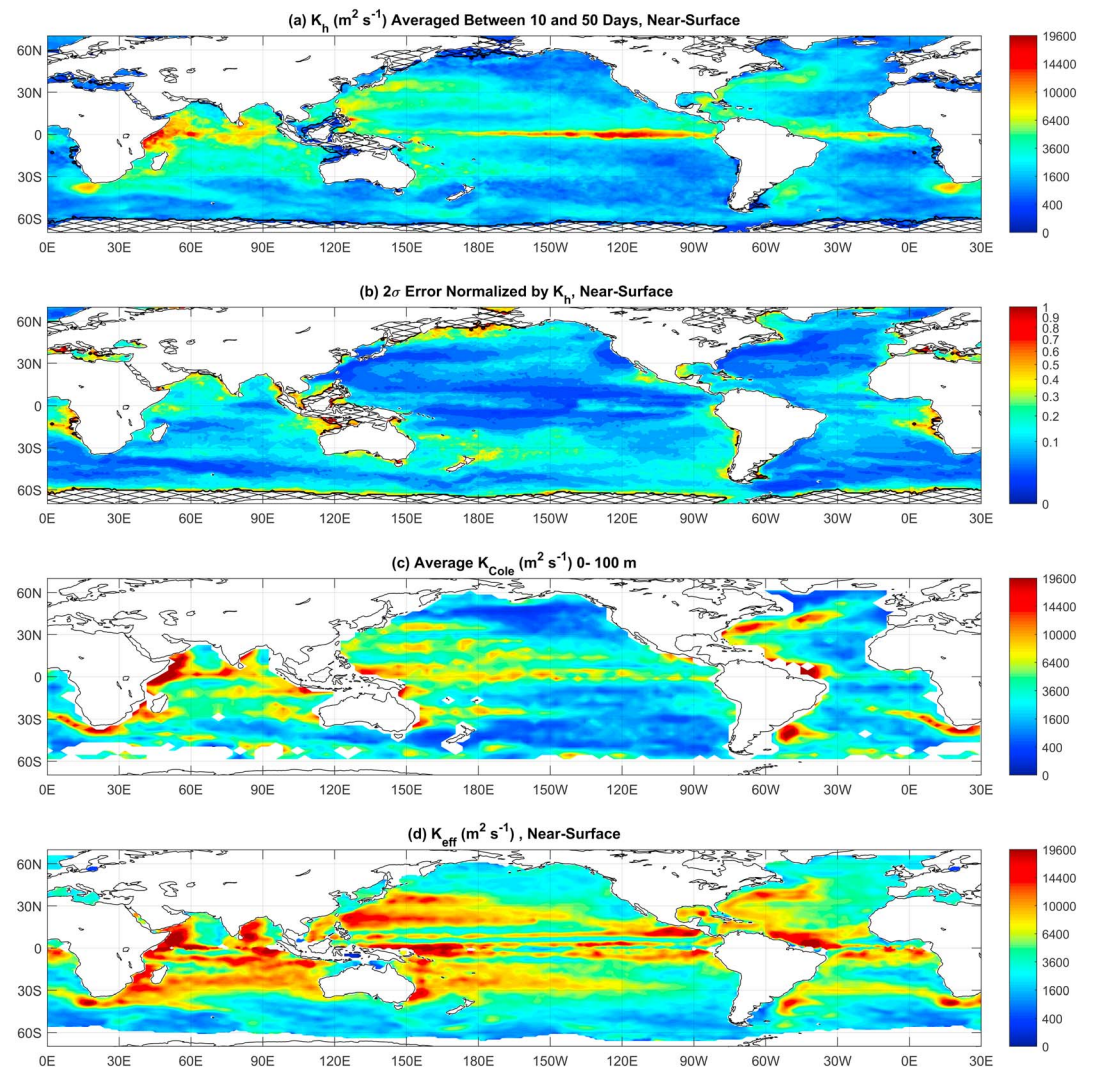 (a) K_h (m² s⁻¹) Averaged Between 10 and 50 Days, Near-Surface
60N
30N
0
30S
60S
0E 30E 60E 90E 120E 150E 180E 150W 120W 90W 60W 30W 0E 30E
19600
14400
10000
6400
3600
1600
400
0
(b) 2σ Error Normalized by K_h, Near-Surface
60N
30N
0
30S
60S
0E 30E 60E 90E 120E 150E 180E 150W 120W 90W 60W 30W 0E 30E
1
0.9
0.8
0.7
0.6
0.5
0.4
0.3
0.2
0.1
0
(c) Average K_Cole (m² s⁻¹) 0- 100 m
60N
30N
0
30S
60S
0E 30E 60E 90E 120E 150E 180E 150W 120W 90W 60W 30W 0E 30E
19600
14400
10000
6400
3600
1600
400
0
(d) K_eff (m² s⁻¹) , Near-Surface
60N
30N
0
30S
60S
0E 30E 60E 90E 120E 150E 180E 150W 120W 90W 60W 30W 0E 30E
19600
14400
10000
6400
3600
1600
400
0